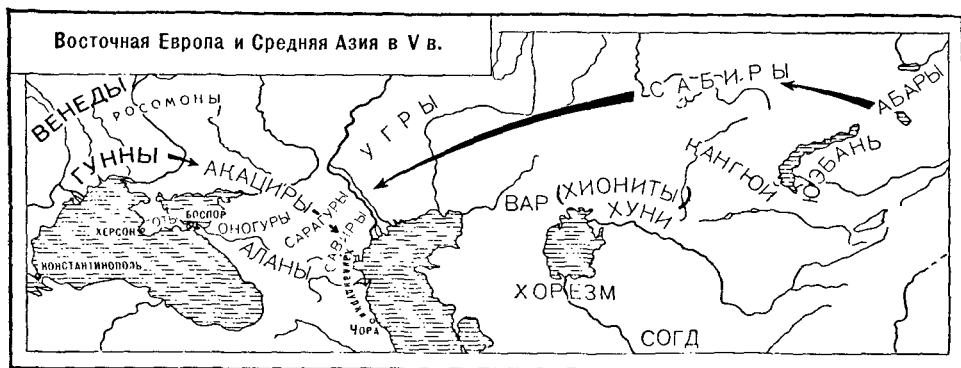 Восточная Европа и Средняя Азия в V в.
ВЕНЕДЫ
РОСОМОНЫ
ГУННЫ
АКАЦИРЫ
УГРЫ
САБИРЫ
АБАРЫ
ЮЭБАНЬ
КАНГЮЙ
ВАР (ХИОНИТЫ)
ХУНИ
САРАГУРЫ
САВИРЫ
ОНОГУРЫ
АЛАНЫ
БОСПОР
ГОТЫ
ХЕРСОН
КОНСТАНТИНОПОЛЬ
ЧОРА
ХОРЕЗМ
СОГД